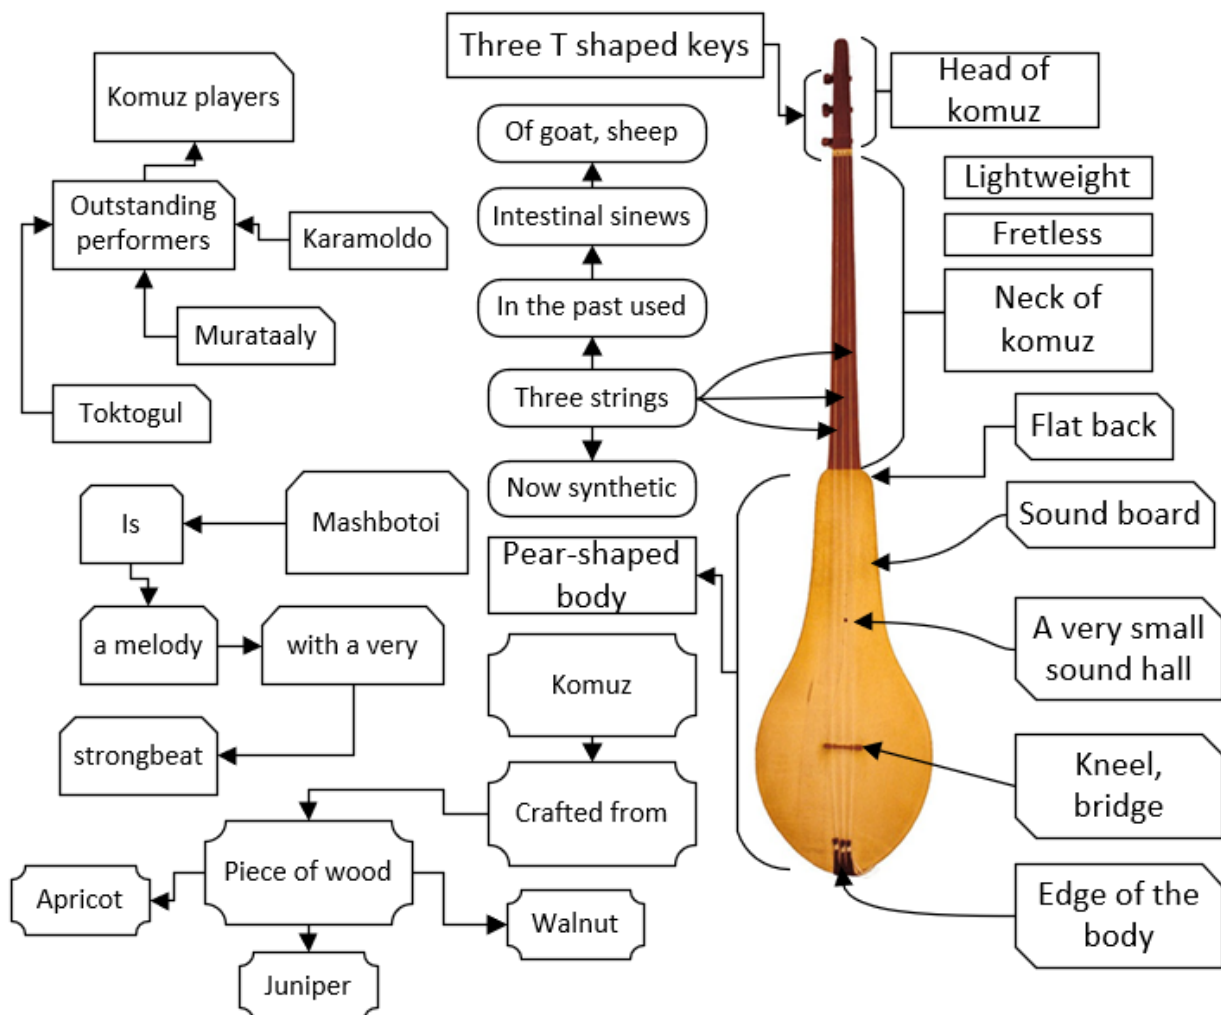 Three T shaped keys
Head of
komuz
Komuz players
Of goat, sheep
Lightweight
Outstanding
performers
Intestinal sinews
Karamoldo
Fretless
In the past used
Neck of
komuz
Murataaly
Three strings
Toktogul
Flat back
Now synthetic
Is
Mashbotoi
Sound board
Pear-shaped
body
a melody
with a very
A very small
sound hall
Komuz
strongbeat
Kneel,
bridge
Crafted from
Piece of wood
Apricot
Walnut
Edge of the
body
Juniper